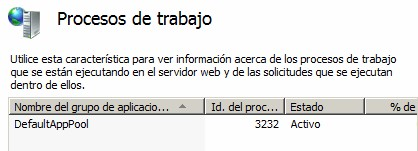 Procesos de trabajo
Utilice esta característica para ver información acerca de los procesos de trabajo
que se están ejecutando en el servidor web y de las solicitudes que se ejecutan
dentro de ellos.
Nombre del grupo de aplicacio... Id. del proc... Estado % de
DefaultAppPool 3232 Activo